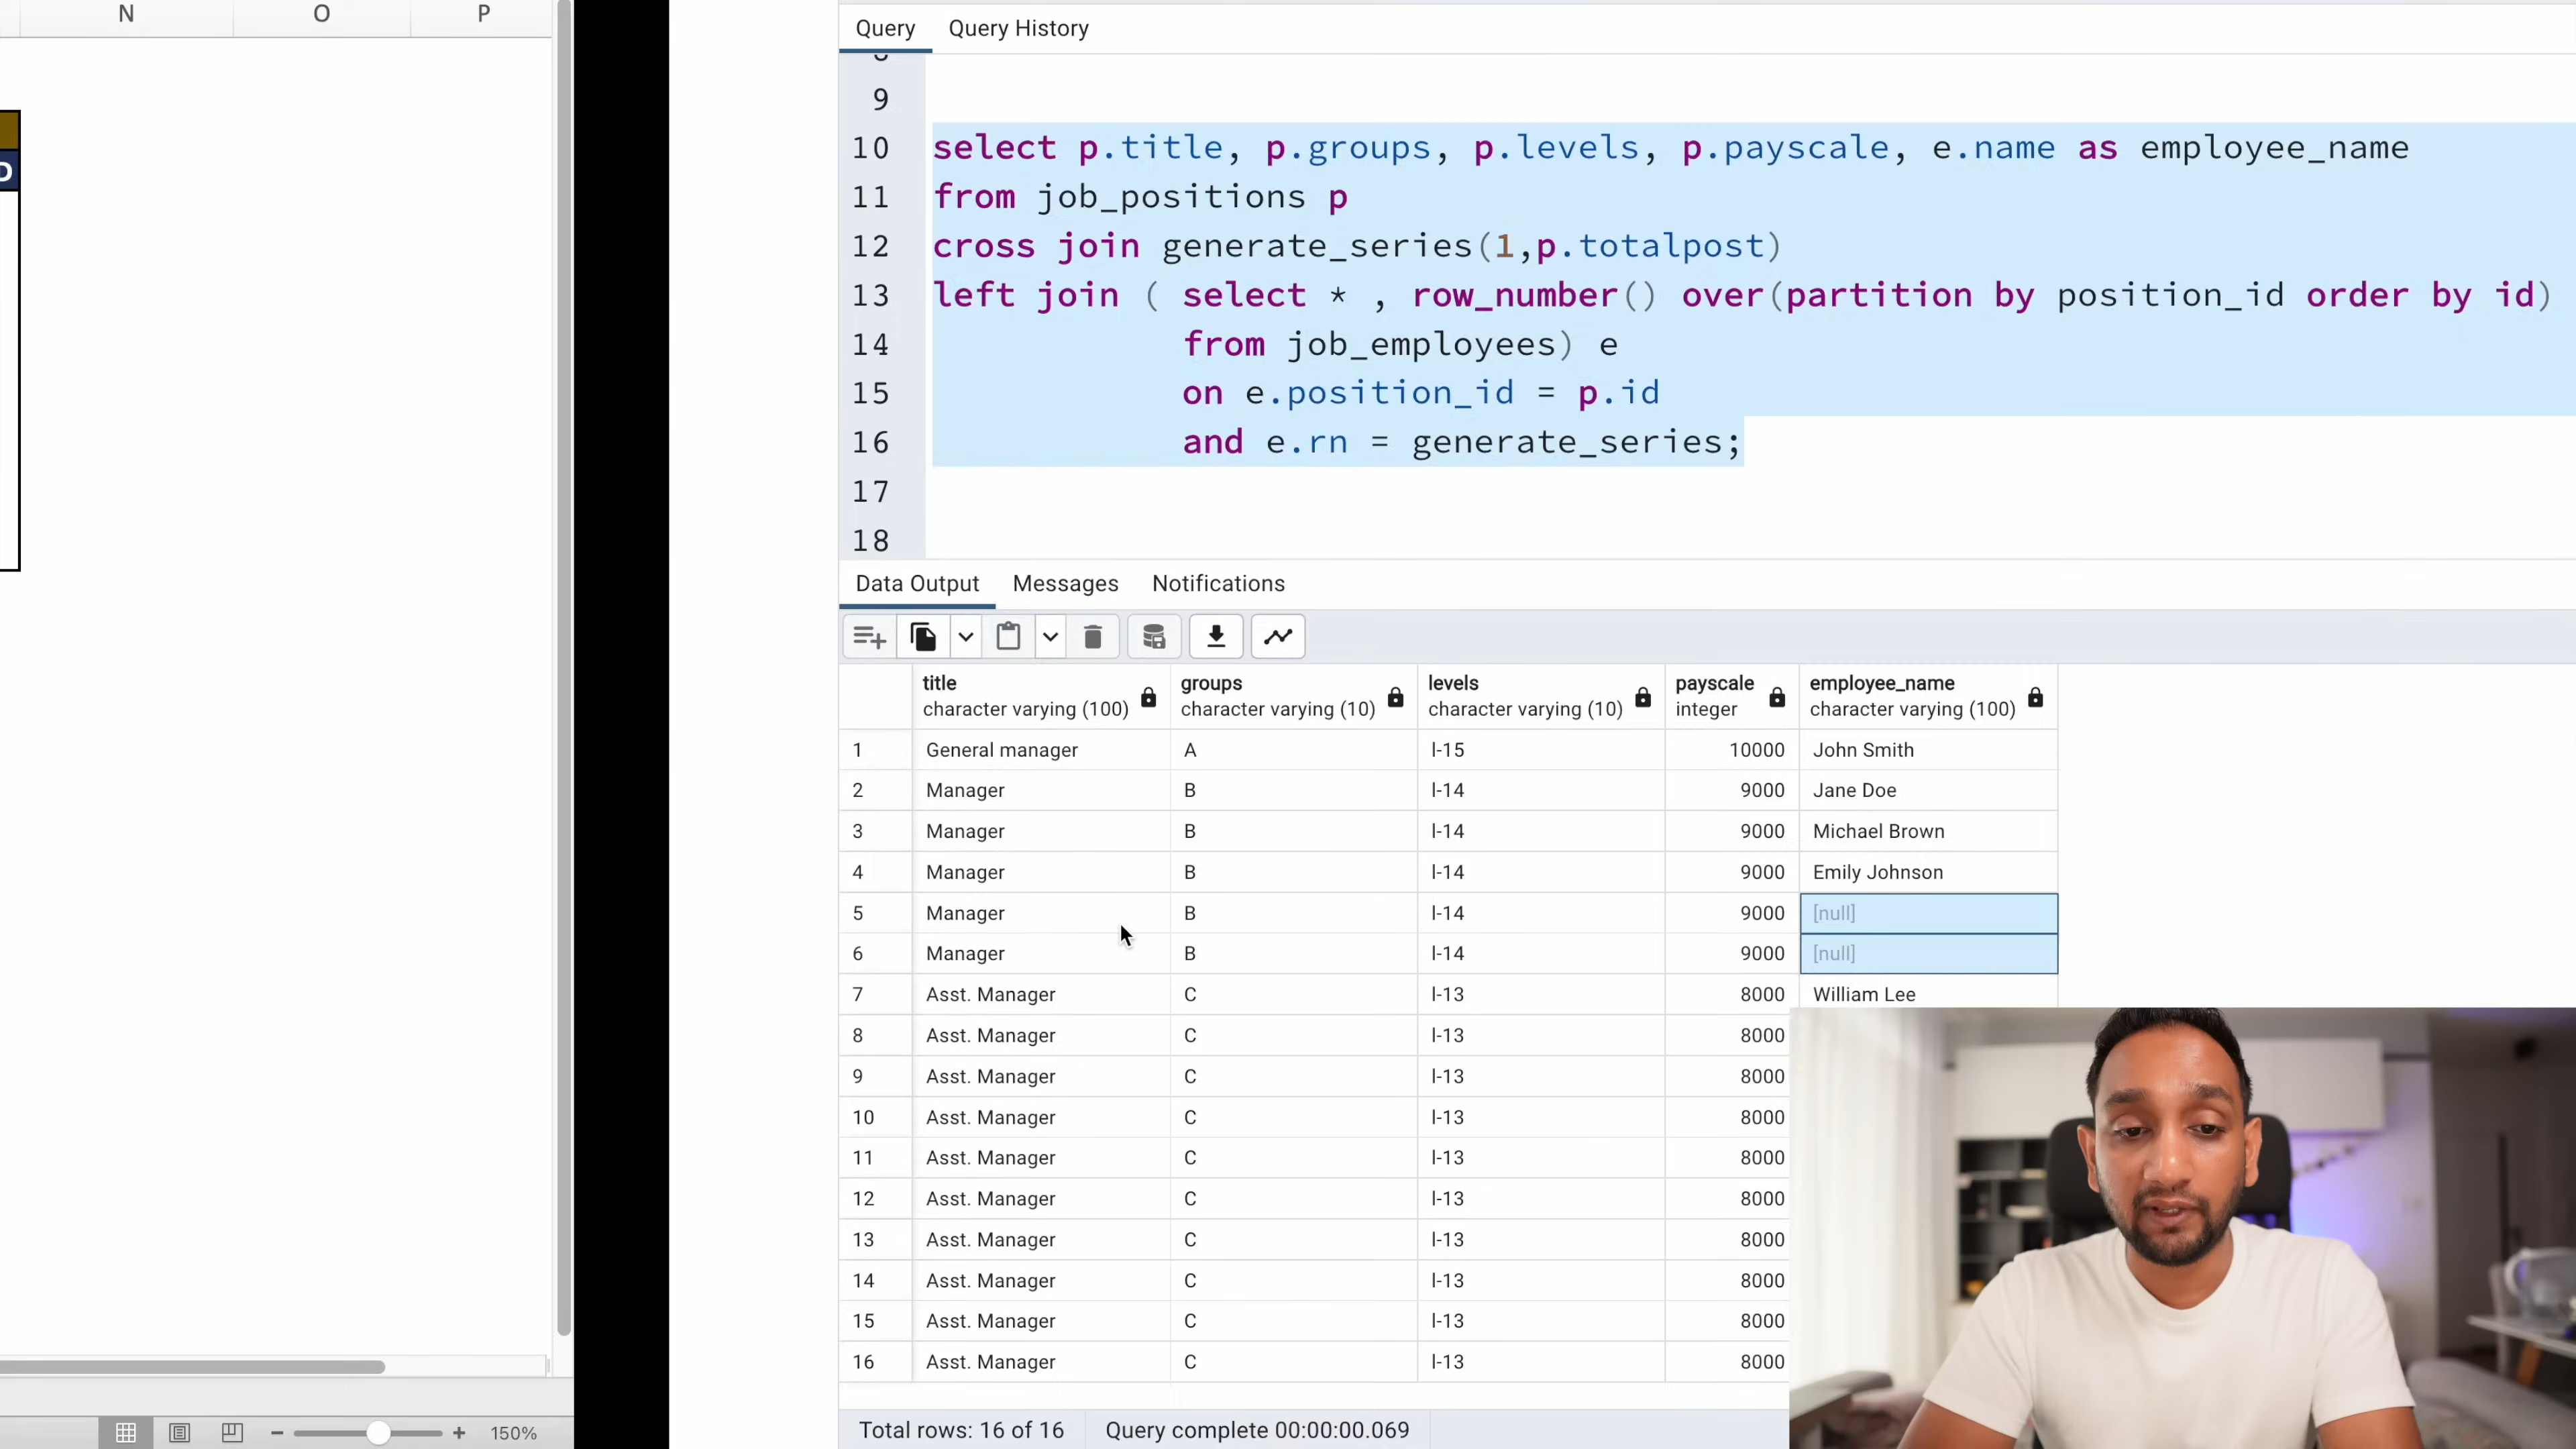 N O P
D
Query Query History
8
9
10 select p.title, p.groups, p.levels, p.payscale, e.name as employee_name
11 from job_positions p
12 cross join generate_series(1,p.totalpost)
13 left join ( select * , row_number() over(partition by position_id order by id)
14 from job_employees) e
15 on e.position_id = p.id
16 and e.rn = generate_series;
17
18
Data Output Messages Notifications
title groups levels payscale employee_name
character varying (100) character varying (10) character varying (10) integer character varying (100)
1 General manager A l-15 10000 John Smith
2 Manager B l-14 9000 Jane Doe
3 Manager B l-14 9000 Michael Brown
4 Manager B l-14 9000 Emily Johnson
5 Manager B l-14 9000 [null]
6 Manager B l-14 9000 [null]
7 Asst. Manager C l-13 8000 William Lee
8 Asst. Manager C l-13 8000
9 Asst. Manager C l-13 8000
10 Asst. Manager C l-13 8000
11 Asst. Manager C l-13 8000
12 Asst. Manager C l-13 8000
13 Asst. Manager C l-13 8000
14 Asst. Manager C l-13 8000
15 Asst. Manager C l-13 8000
16 Asst. Manager C l-13 8000
Total rows: 16 of 16 Query complete 00:00:00.069
150%